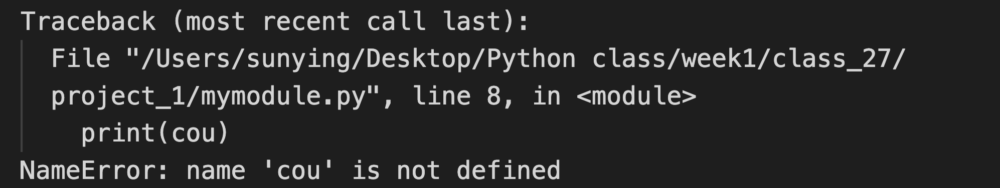 Traceback (most recent call last):
File "/Users/sunying/Desktop/Python class/week1/class_27/
project_1/mymodule.py", line 8, in <module>
print(cou)
NameError: name 'cou' is not defined